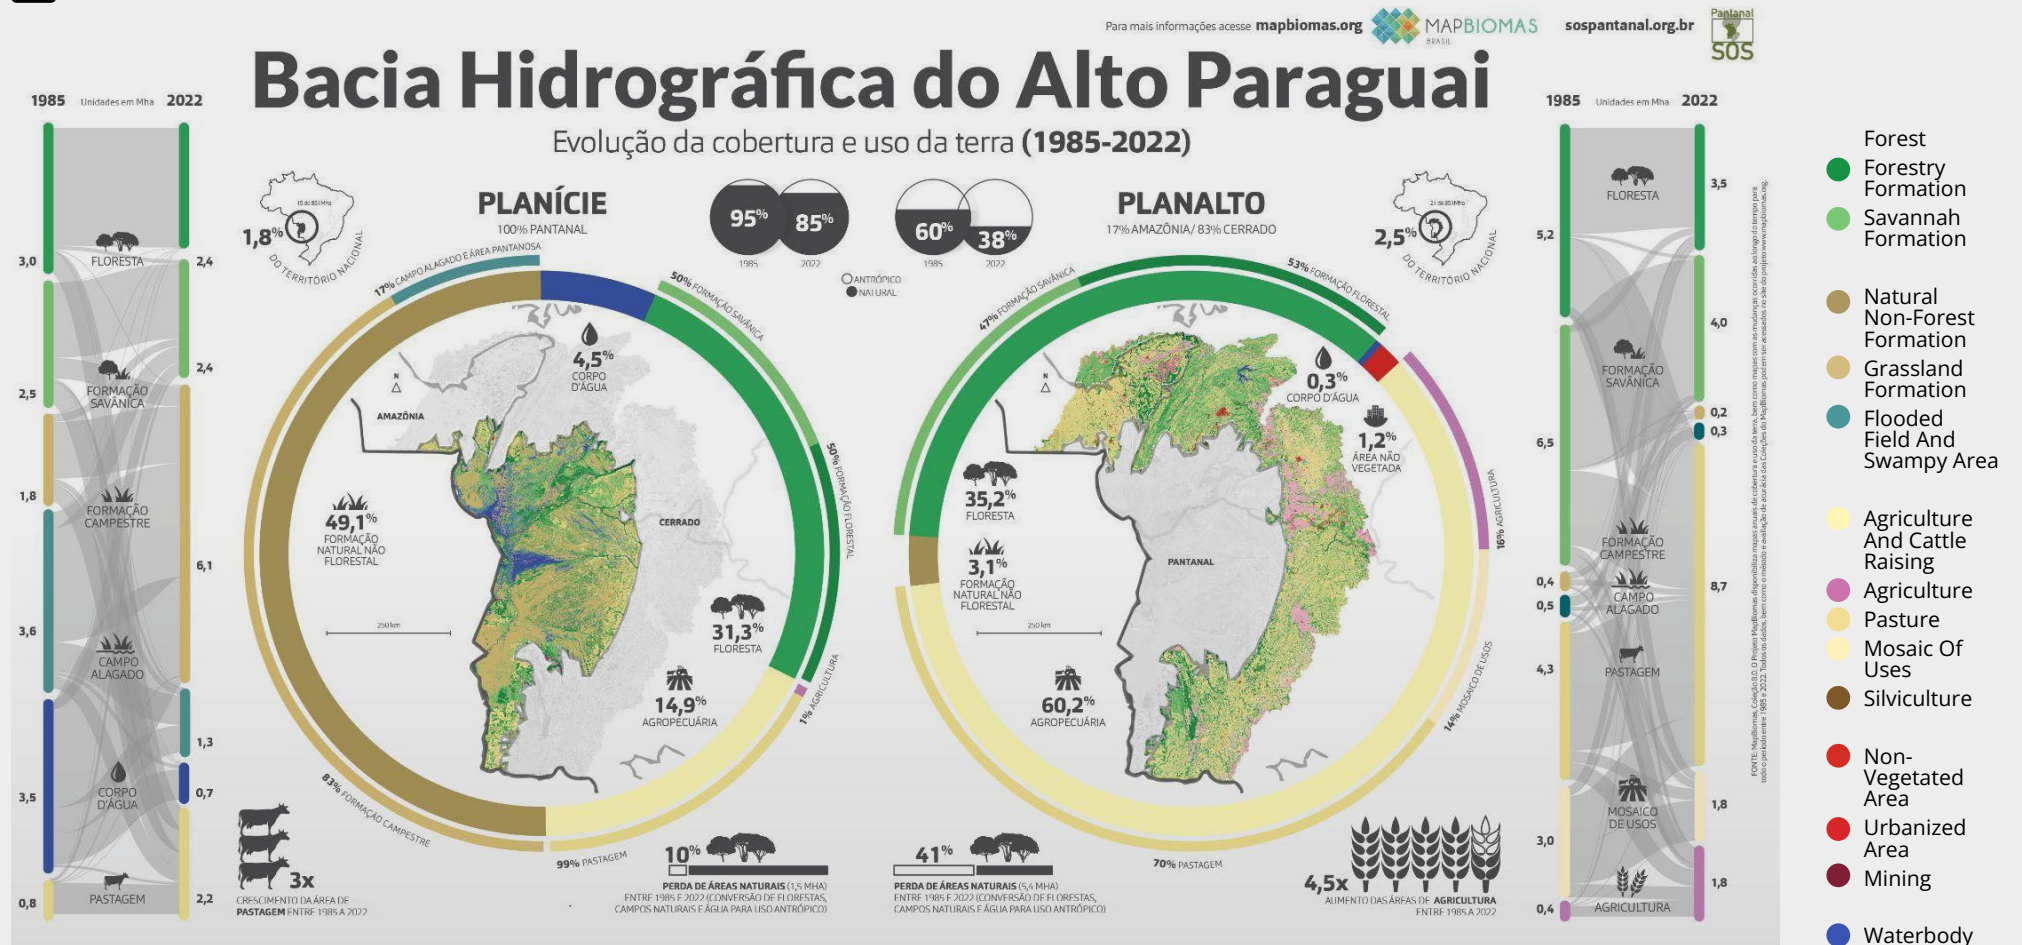 Para mais informações acesse mapbiomas.org
MAPBIOMAS
BRASIL
sospantanal.org.br
Pantanal
SOS
Bacia Hidrográfica do Alto Paraguai
Evolução da cobertura e uso da terra (1985-2022)
1985 Unidades em Mha 2022
3,0
2,5
1,8
3,6
3,5
0,8
FLORESTA
FORMAÇÃO
SAVÂNICA
FORMAÇÃO
CAMPESTRE
CAMPO
ALAGADO
CORPO
D'ÁGUA
PASTAGEM
2,4
2,4
6,1
1,3
0,7
2,2
1,8%
DO TERRITÓRIO NACIONAL
PLANÍCIE
100% PANTANAL
95%
85%
1985
2022
60%
38%
1985
2022
ANTRÓPICO
NATURAL
PLANALTO
17% AMAZÔNIA/ 83% CERRADO
2,5%
DO TERRITÓRIO NACIONAL
17% CAMPO ALAGADO E ÁREA PANTANOSA
50% FORMAÇÃO SAVÂNICA
50% FORMAÇÃO FLORESTAL
1% AGRICULTURA
99% PASTAGEM
83% FORMAÇÃO CAMPESTRE
4,5%
CORPO
D'ÁGUA
N
AMAZÔNIA
CERRADO
49,1%
FORMAÇÃO
NATURAL NÃO
FLORESTAL
250 km
31,3%
FLORESTA
14,9%
AGROPECUÁRIA
3x
CRESCIMENTO DA ÁREA DE
PASTAGEM ENTRE 1985 A 2022
10%
PERDA DE ÁREAS NATURAIS (1,5 MHA)
ENTRE 1985 E 2022 (CONVERSÃO DE FLORESTAS,
CAMPOS NATURAIS E ÁGUA PARA USO ANTRÓPICO)
47% FORMAÇÃO SAVÂNICA
53% FORMAÇÃO FLORESTAL
16% AGRICULTURA
14% MOSAICO DE USOS
70% PASTAGEM
N
0,3%
CORPO D'ÁGUA
1,2%
ÁREA NÃO
VEGETADA
35,2%
FLORESTA
3,1%
FORMAÇÃO
NATURAL NÃO
FLORESTAL
PANTANAL
250 km
60,2%
AGROPECUÁRIA
41%
PERDA DE ÁREAS NATURAIS (5,4 MHA)
ENTRE 1985 E 2022 (CONVERSÃO DE FLORESTAS,
CAMPOS NATURAIS E ÁGUA PARA USO ANTRÓPICO)
4,5x
AUMENTO DAS ÁREAS DE AGRICULTURA
ENTRE 1985 A 2022
1985 Unidades em Mha 2022
5,2
6,5
0,4
0,5
4,3
3,0
0,4
FLORESTA
FORMAÇÃO
SAVÂNICA
FORMAÇÃO
CAMPESTRE
CAMPO
ALAGADO
PASTAGEM
MOSAICO
DE USOS
AGRICULTURA
3,5
4,0
0,2
0,3
8,7
1,8
1,8
Forest
Forestry
Formation
Savannah
Formation
Natural
Non-Forest
Formation
Grassland
Formation
Flooded
Field And
Swampy Area
Agriculture
And Cattle
Raising
Agriculture
Pasture
Mosaic Of
Uses
Silviculture
Non-
Vegetated
Area
Urbanized
Area
Mining
Waterbody